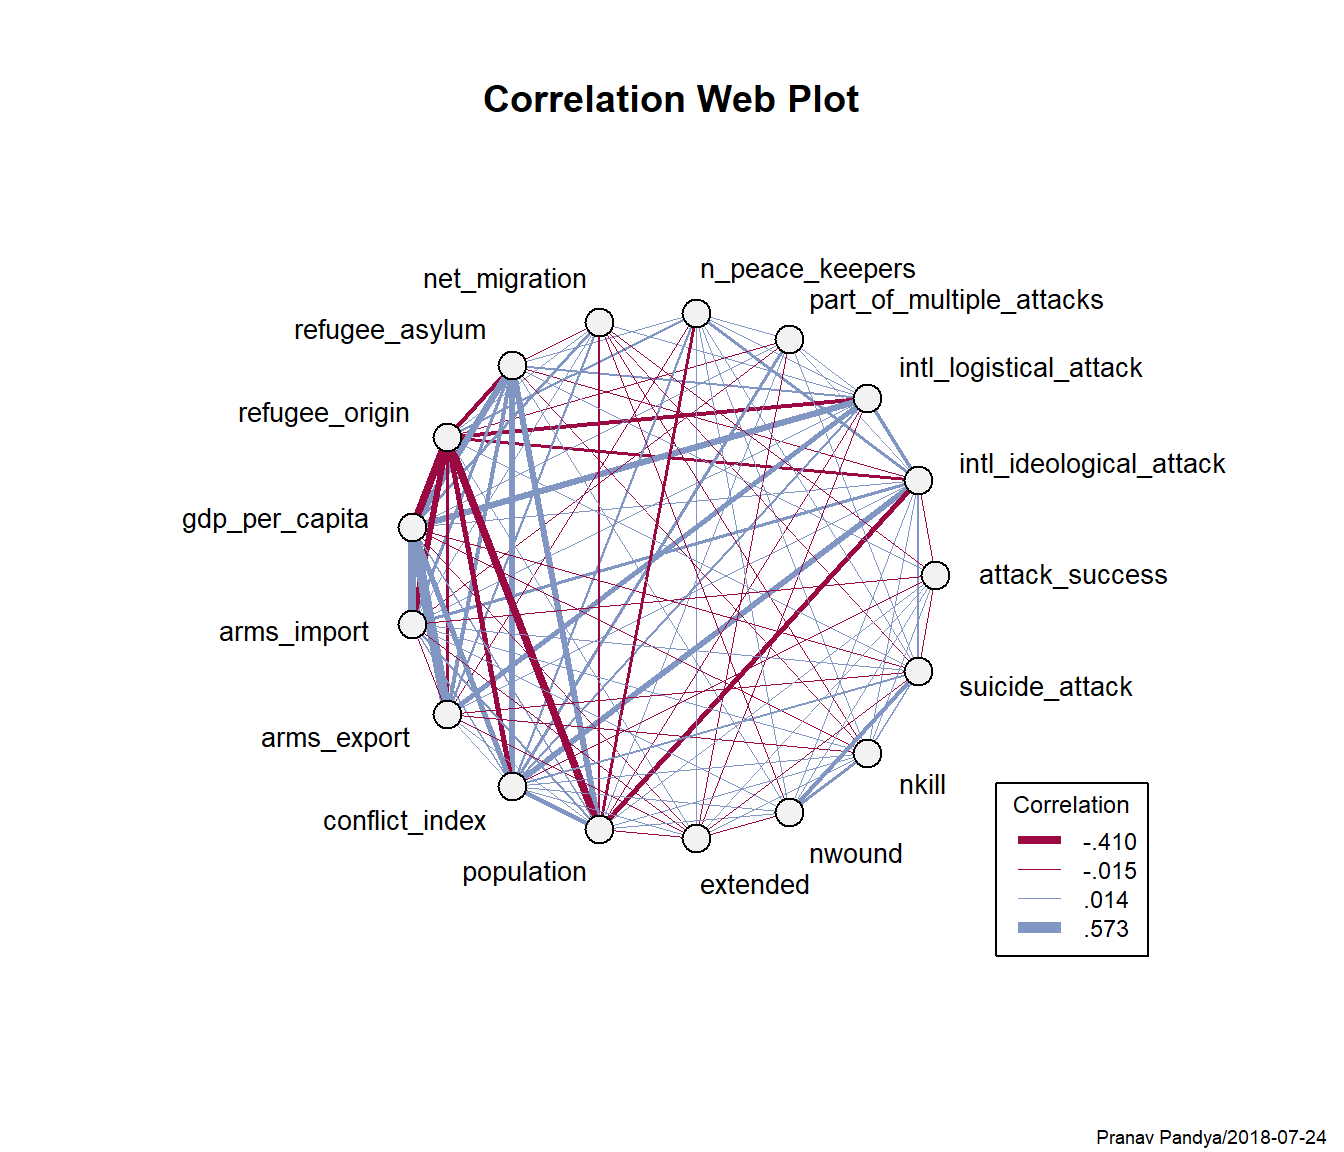 Correlation Web Plot
n_peace_keepers
net_migration
part_of_multiple_attacks
refugee_asylum
intl_logistical_attack
refugee_origin
intl_ideological_attack
gdp_per_capita
attack_success
arms_import
suicide_attack
arms_export
nkill
conflict_index
nwound
population
extended
Correlation
-.410
-.015
.014
.573
Pranav Pandya/2018-07-24